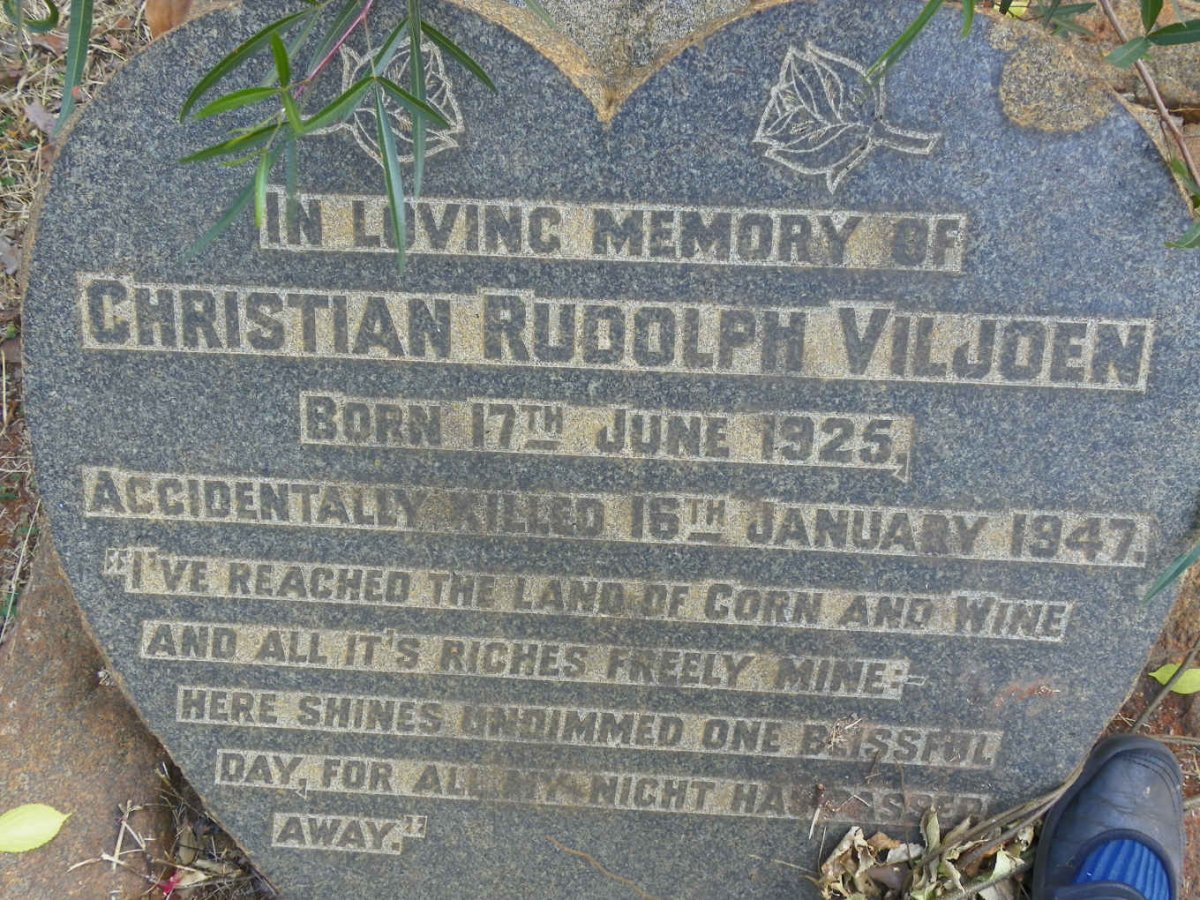 IN LOVING MEMORY OF
CHRISTIAN RUDOLPH VILJOEN
BORN 17TH JUNE 1925,
ACCIDENTALLY KILLED 16TH JANUARY 1947.
"I'VE REACHED THE LAND OF CORN AND WINE
AND ALL IT'S RICHES FREELY MINE:-
HERE SHINES UNDIMMED ONE BLISSFUL
DAY, FOR ALL MY NIGHT HAS PASSED
AWAY."